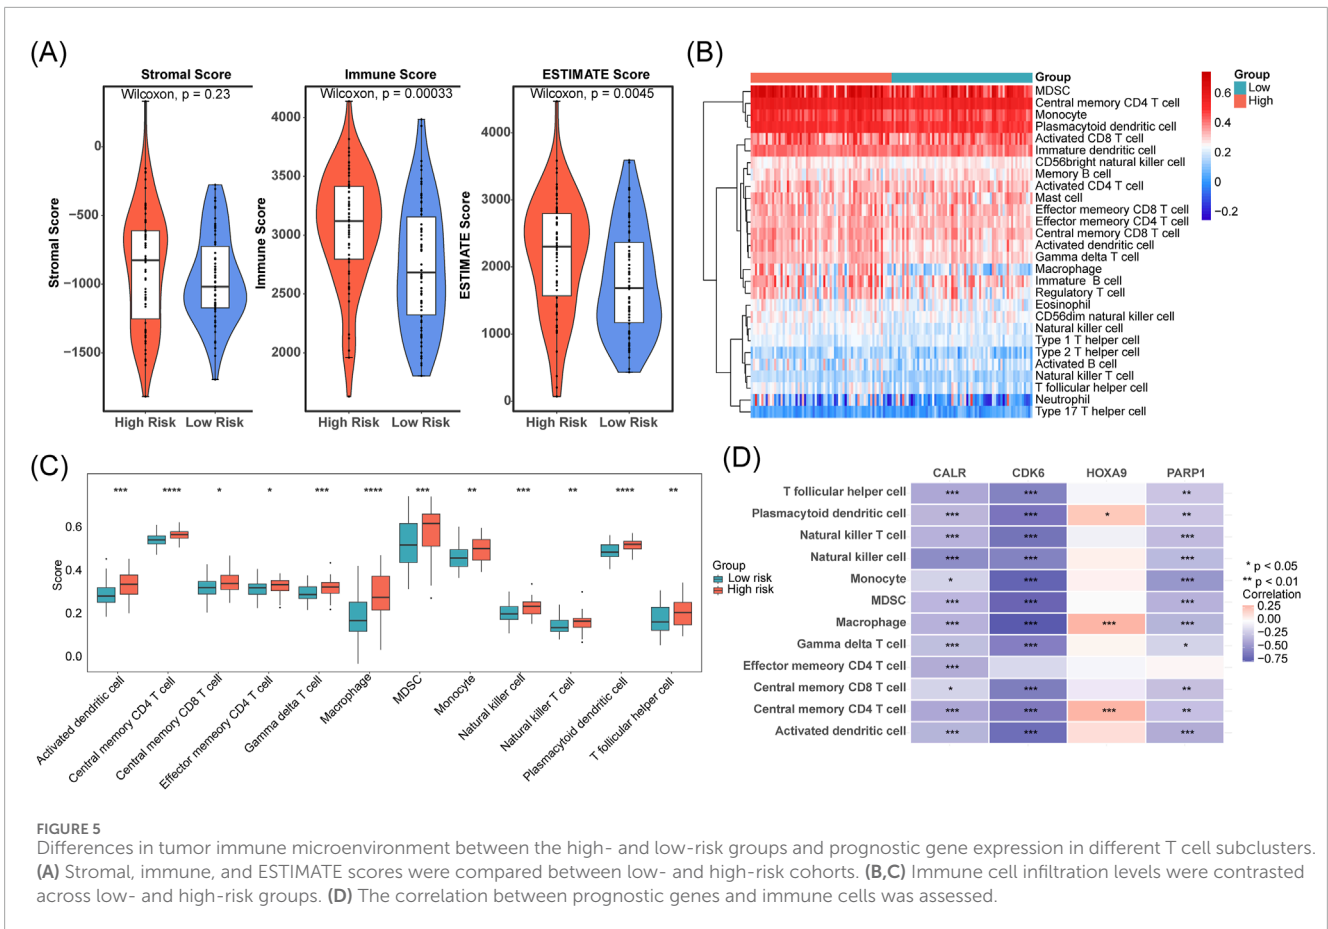 (A)
Stromal Score
Wilcoxon, p = 0.23
Stromal Score
0
−500
−1000
−1500
High Risk Low Risk
Immune Score
Wilcoxon, p = 0.00033
Immune Score
4000
3500
3000
2500
2000
High Risk Low Risk
ESTIMATE Score
Wilcoxon, p = 0.0045
ESTIMATE Score
4000
3000
2000
1000
0
High Risk Low Risk
(B)
Group
MDSC
Central memory CD4 T cell
Monocyte
Plasmacytoid dendritic cell
Activated CD8 T cell
Immature dendritic cell
CD56bright natural killer cell
Memory B cell
Activated CD4 T cell
Mast cell
Effector memeory CD8 T cell
Effector memeory CD4 T cell
Central memory CD8 T cell
Activated dendritic cell
Gamma delta T cell
Macrophage
Immature B cell
Regulatory T cell
Eosinophil
CD56dim natural killer cell
Natural killer cell
Type 1 T helper cell
Type 2 T helper cell
Activated B cell
Natural killer T cell
T follicular helper cell
Neutrophil
Type 17 T helper cell
0.6
0.4
0.2
0
−0.2
Group
Low
High
(C)
*** **** * * *** **** *** ** *** ** **** **
Score
0.6
0.4
0.2
0.0
Group
Low risk
High risk
Activated dendritic cell
Central memory CD4 T cell
Central memory CD8 T cell
Effector memeory CD4 T cell
Gamma delta T cell
Macrophage
MDSC
Monocyte
Natural killer cell
Natural killer T cell
Plasmacytoid dendritic cell
T follicular helper cell
(D)
CALR CDK6 HOXA9 PARP1
T follicular helper cell *** *** **
Plasmacytoid dendritic cell *** *** * **
Natural killer T cell *** *** ***
Natural killer cell *** *** ***
Monocyte * *** ***
MDSC *** *** ***
Macrophage *** *** *** ***
Gamma delta T cell *** *** *
Effector memeory CD4 T cell ***
Central memory CD8 T cell * *** **
Central memory CD4 T cell *** *** *** **
Activated dendritic cell *** *** ***
* p < 0.05
** p < 0.01
Correlation
0.25
0.00
−0.25
−0.50
−0.75
FIGURE 5
Differences in tumor immune microenvironment between the high- and low-risk groups and prognostic gene expression in different T cell subclusters.
(A) Stromal, immune, and ESTIMATE scores were compared between low- and high-risk cohorts. (B,C) Immune cell infiltration levels were contrasted
across low- and high-risk groups. (D) The correlation between prognostic genes and immune cells was assessed.